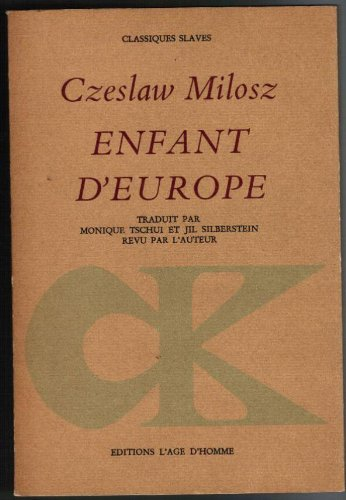 CLASSIQUES SLAVES
Czeslaw Milosz
ENFANT
D'EUROPE
TRADUIT PAR
MONIQUE TSCHUI ET JIL SILBERSTEIN
REVU PAR L'AUTEUR
CK
EDITIONS L'AGE D'HOMME